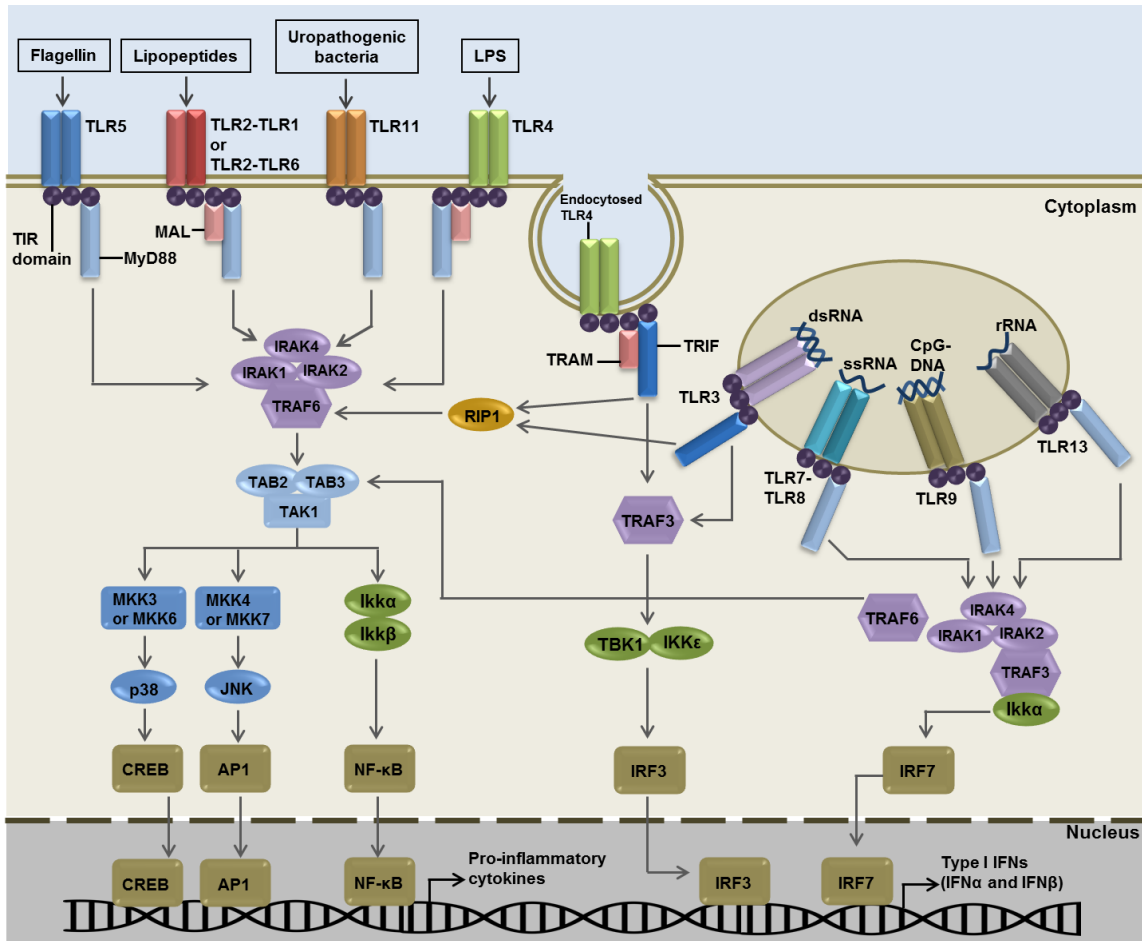 Flagellin
Lipopeptides
Uropathogenic
bacteria
LPS
TLR5
TLR2-TLR1
or
TLR2-TLR6
TLR11
TLR4
Cytoplasm
Endocytosed
TLR4
TIR
domain
MyD88
MAL
dsRNA
rRNA
CpG-
DNA
ssRNA
TRAM
TRIF
TLR3
TLR7-
TLR8
TLR9
TLR13
IRAK4
IRAK1
IRAK2
TRAF6
RIP1
TAB2
TAB3
TAK1
TRAF3
MKK3
or MKK6
MKK4
or MKK7
Ikkα
Ikkβ
TBK1
IKKε
TRAF6
IRAK4
IRAK1
IRAK2
TRAF3
Ikkα
p38
JNK
CREB
AP1
NF-κB
IRF3
IRF7
Nucleus
CREB
AP1
NF-κB
Pro-inflammatory
cytokines
IRF3
IRF7
Type I IFNs
(IFNα and IFNβ)